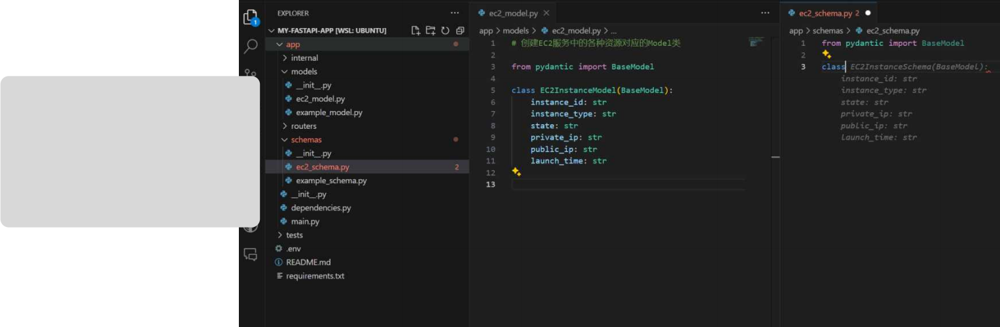 EXPLORER
MY-FASTAPI-APP [WSL: UBUNTU]
app
internal
models
__init__.py
ec2_model.py
example_model.py
routers
schemas
__init__.py
ec2_schema.py 2
example_schema.py
__init__.py
dependencies.py
main.py
tests
.env
README.md
requirements.txt
1
ec2_model.py
app > models > ec2_model.py > ...
1 # 创建EC2服务中的各种资源对应的Model类
2
3 from pydantic import BaseModel
4
5 class EC2InstanceModel(BaseModel):
6 instance_id: str
7 instance_type: str
8 state: str
9 private_ip: str
10 public_ip: str
11 launch_time: str
12
13
ec2_schema.py 2
app > schemas > ec2_schema.py
1 from pydantic import BaseModel
2
3 class EC2InstanceSchema(BaseModel):
instance_id: str
instance_type: str
state: str
private_ip: str
public_ip: str
launch_time: str